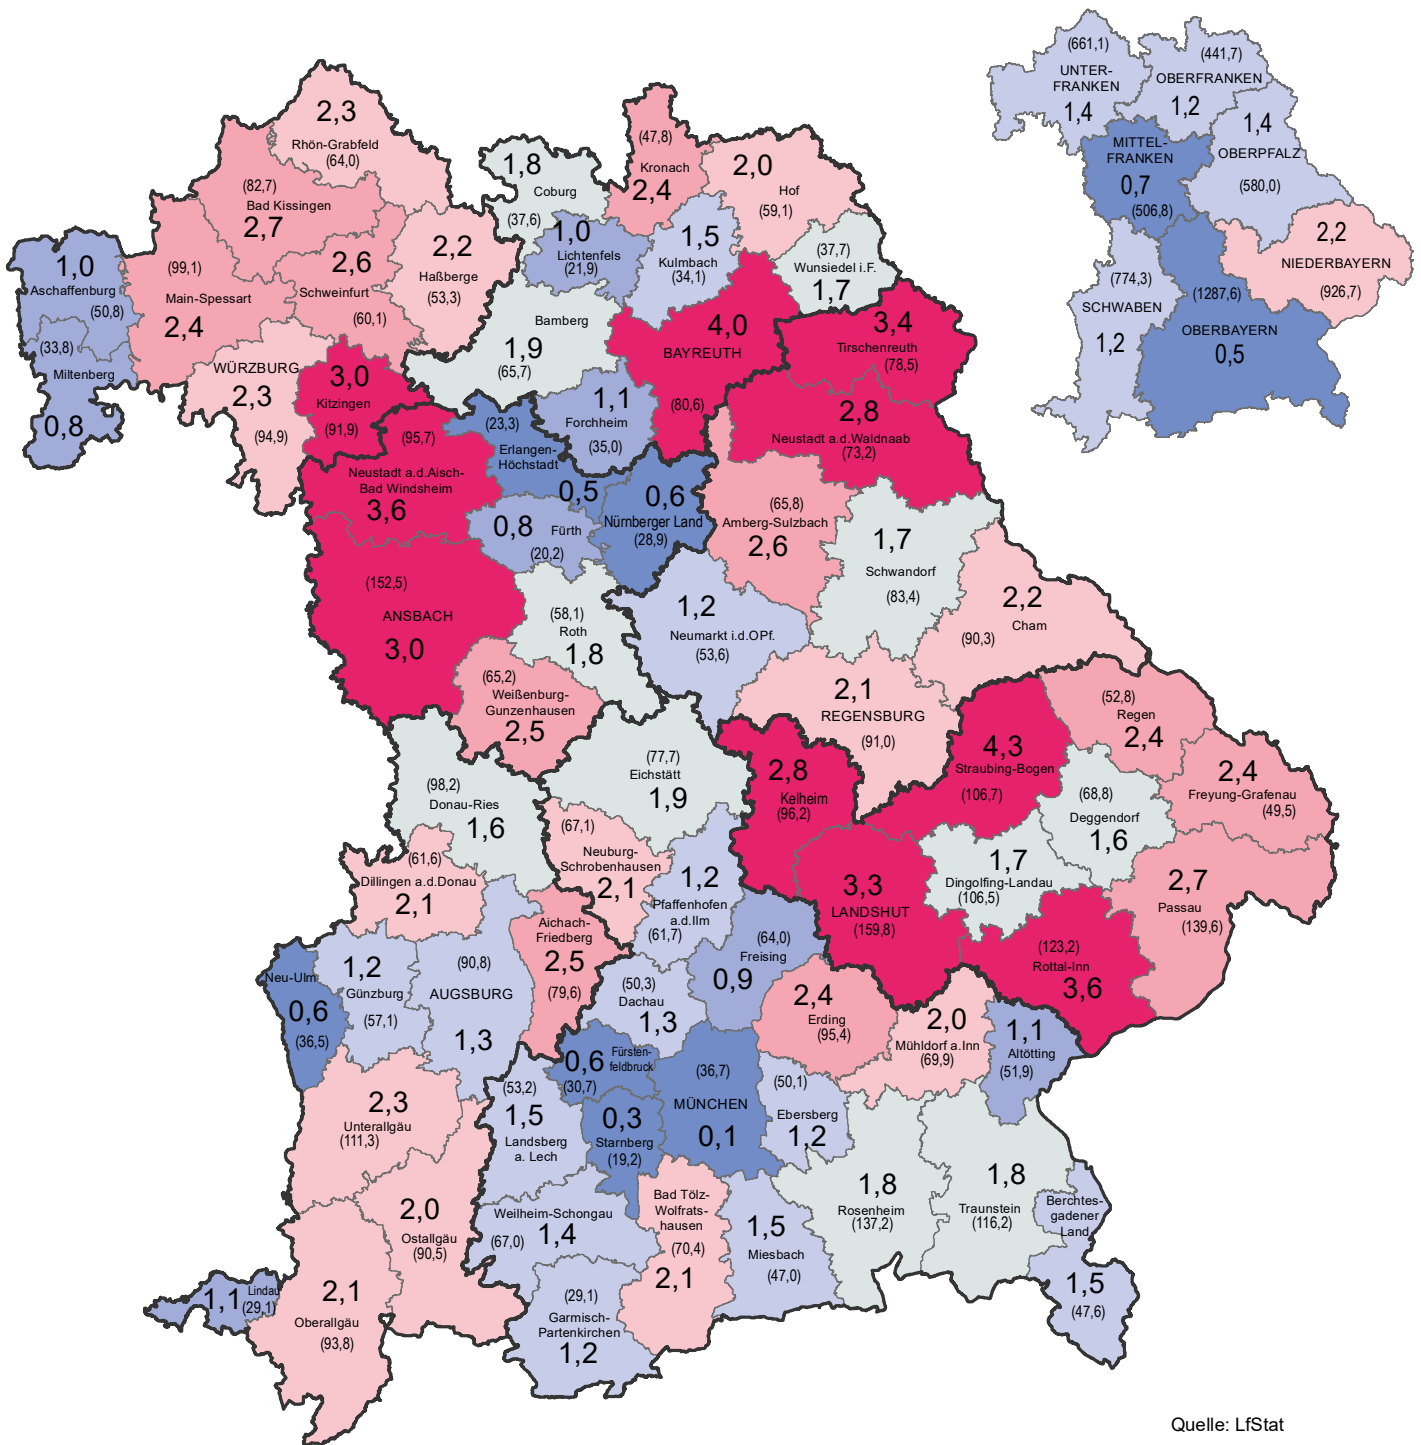 2,3
Rhön-Grabfeld
(64,0)
(82,7)
Bad Kissingen
2,7
(99,1)
Main-Spessart
2,4
2,6
Schweinfurt
(60,1)
2,2
Haßberge
(53,3)
1,0
Aschaffenburg
(50,8)
(33,8)
Miltenberg
0,8
WÜRZBURG
2,3
(94,9)
3,0
Kitzingen
(91,9)
1,8
Coburg
(37,6)
(47,8)
Kronach
2,4
2,0
Hof
(59,1)
1,0
Lichtenfels
(21,9)
1,5
Kulmbach
(34,1)
(37,7)
Wunsiedel i.F.
1,7
Bamberg
1,9
(65,7)
4,0
BAYREUTH
(80,6)
1,1
Forchheim
(35,0)
3,4
Tirschenreuth
(78,5)
2,8
Neustadt a.d.Waldnaab
(73,2)
(95,7)
Neustadt a.d.Aisch-
Bad Windsheim
3,6
(23,3)
Erlangen-
Höchstadt
0,5
0,6
Nürnberger Land
(28,9)
0,8
Fürth
(20,2)
(152,5)
ANSBACH
3,0
(58,1)
Roth
1,8
(65,2)
Weißenburg-
Gunzenhausen
2,5
(65,8)
Amberg-Sulzbach
2,6
1,7
Schwandorf
(83,4)
1,2
Neumarkt i.d.OPf.
(53,6)
2,2
Cham
(90,3)
2,1
REGENSBURG
(91,0)
2,8
Kelheim
(96,2)
4,3
Straubing-Bogen
(106,7)
(52,8)
Regen
2,4
2,4
Freyung-Grafenau
(49,5)
(68,8)
Deggendorf
1,6
1,7
Dingolfing-Landau
(106,5)
2,7
Passau
(139,6)
3,3
LANDSHUT
(159,8)
(123,2)
Rottal-Inn
3,6
(77,7)
Eichstätt
1,9
(98,2)
Donau-Ries
1,6
(67,1)
Neuburg-
Schrobenhausen
2,1
1,2
Pfaffenhofen
a.d.Ilm
(61,7)
(61,6)
Dillingen a.d.Donau
2,1
Aichach-
Friedberg
2,5
(79,6)
(64,0)
Freising
0,9
2,4
Erding
(95,4)
2,0
Mühldorf a.Inn
(69,9)
1,1
Altötting
(51,9)
Neu-Ulm
0,6
(36,5)
1,2
Günzburg
(57,1)
(90,8)
AUGSBURG
1,3
(50,3)
Dachau
1,3
0,6
Fürsten-
feldbruck
(30,7)
(36,7)
MÜNCHEN
0,1
(50,1)
Ebersberg
1,2
0,3
Starnberg
(19,2)
(53,2)
1,5
Landsberg
a. Lech
2,3
Unterallgäu
(111,3)
2,0
Ostallgäu
(90,5)
Weilheim-Schongau
(67,0)
1,4
Bad Tölz-
Wolfrats-
hausen
(70,4)
2,1
1,5
Miesbach
(47,0)
1,8
Rosenheim
(137,2)
1,8
Traunstein
(116,2)
Berchtes-
gadener
Land
1,5
(47,6)
(29,1)
Garmisch-
Partenkirchen
1,2
1,1
Lindau
(29,1)
2,1
Oberallgäu
(93,8)
(661,1)
UNTER-
FRANKEN
1,4
(441,7)
OBERFRANKEN
1,2
MITTEL-
FRANKEN
0,7
(506,8)
1,4
OBERPFALZ
(580,0)
2,2
NIEDERBAYERN
(926,7)
(774,3)
SCHWABEN
1,2
(1287,6)
OBERBAYERN
0,5
Quelle: LfStat